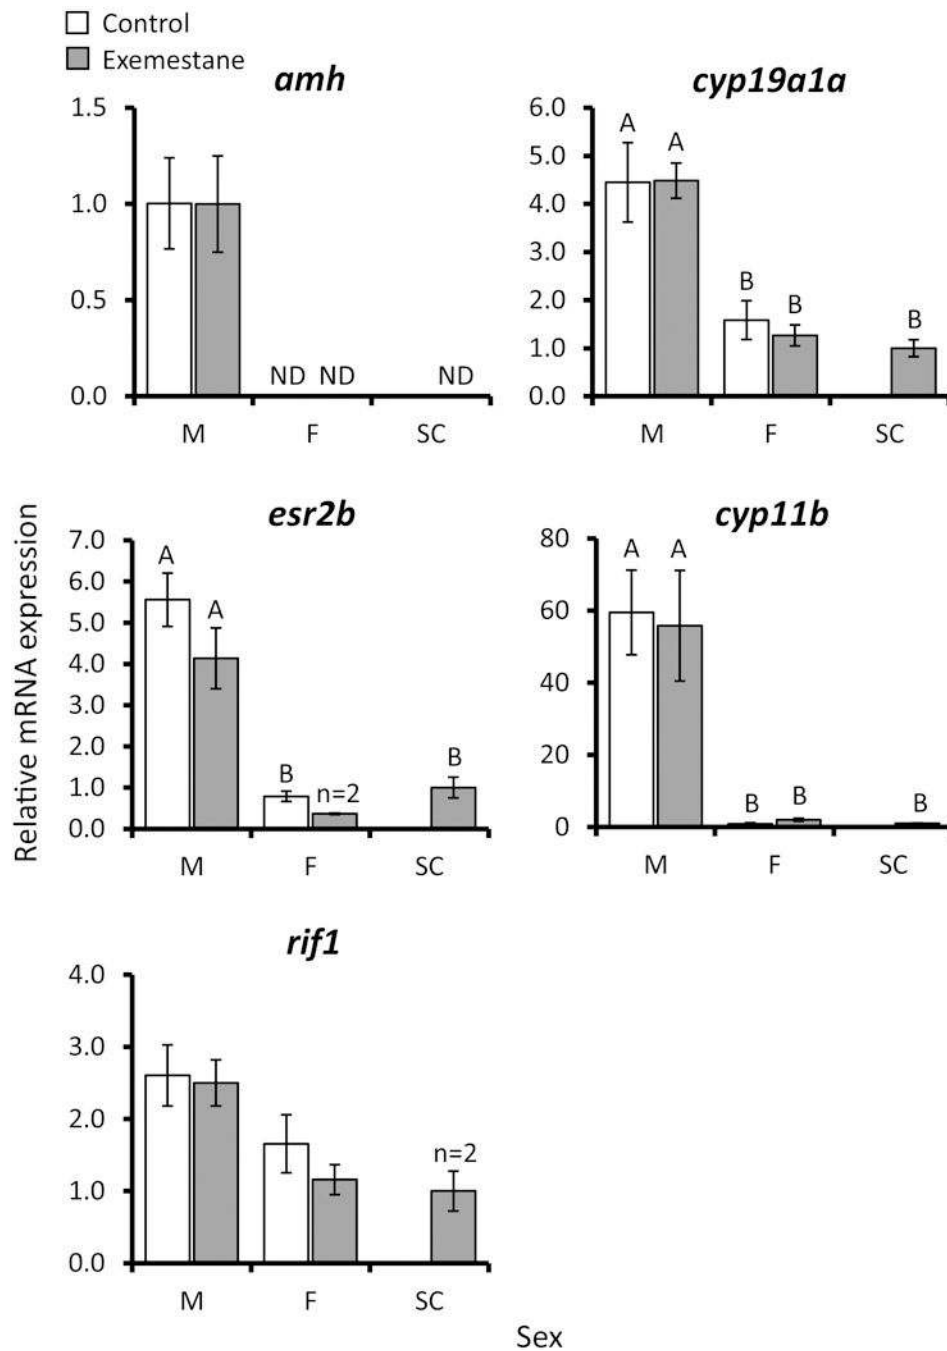 Control
Exemestane
amh
1.5
1.0
0.5
0.0
ND ND ND
M F SC
cyp19a1a
6.0
5.0
4.0
3.0
2.0
1.0
0.0
A A
B B B
M F SC
Relative mRNA expression
esr2b
7.0
6.0
5.0
4.0
3.0
2.0
1.0
0.0
A A
B n=2 B
M F SC
cyp11b
80
60
40
20
0
A A
B B B
M F SC
rif1
4.0
3.0
2.0
1.0
0.0
n=2
M F SC
Sex